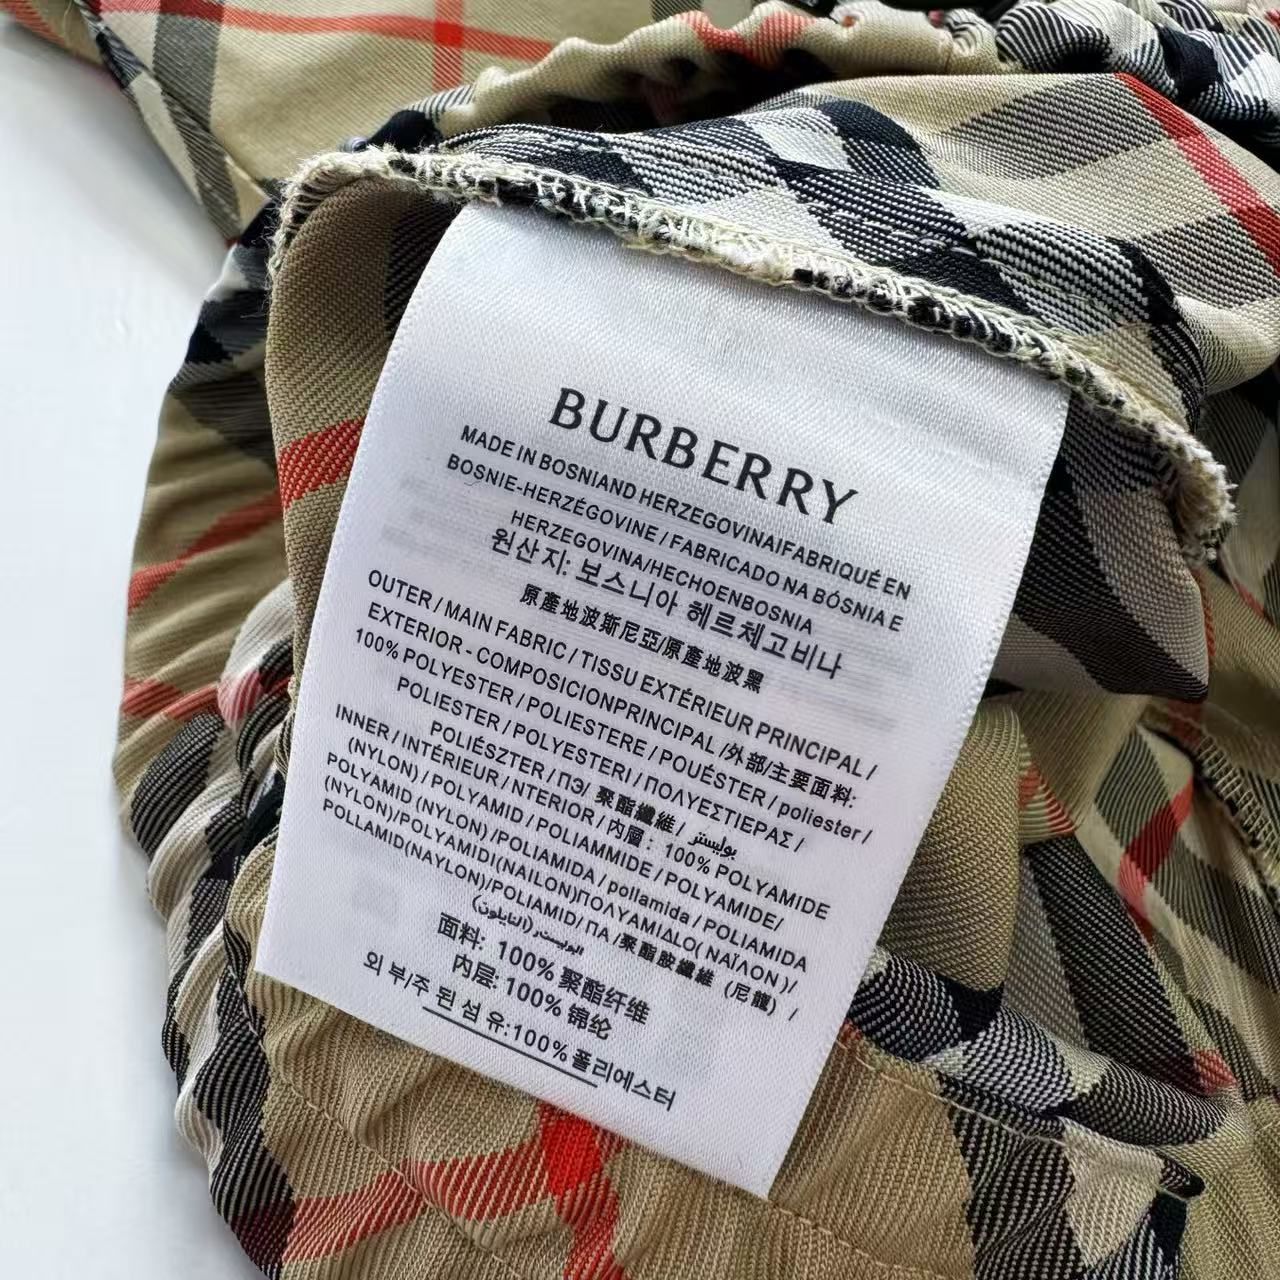 BURBERRY
MADE IN BOSNIAND HERZEGOVINAIFABRIQUÉ EN
BOSNIE-HERZÉGOVINE / FABRICADO NA BÓSNIA E
HERZEGOVINA/HECHOENBOSNIA
원산지: 보스니아 헤르체고비나
原產地波斯尼亞/原產地波黑
OUTER / MAIN FABRIC / TISSU EXTÉRIEUR PRINCIPAL /
EXTERIOR - COMPOSICIONPRINCIPAL /外部/主要面料:
100% POLYESTER / POLIESTERE / POUÉSTER / poliester /
POLIESTER / POLYESTERI / ΠΟΛΥΕΣΤΙΕΡΑΣ /
POLIÉSZTER / ПЭ/ 聚酯纖維 / بوليستر
INNER / INTÉRIEUR / NTERIOR / 内層: 100% POLYAMIDE
(NYLON) / POLYAMID / POLIAMMIDE / POLYAMIDE/
POLYAMID (NYLON) /POLIAMIDA / pollamida / POLIAMIDA
(NYLON)/POLYAMIDI(NAILON)ΠΟΛΥΑΜΙΔΛΟ( ΝΑΪΛΟΝ )/
POLLAMID(NAYLON)/POLIAMID/ ПА /聚酯胺纖維 (尼龍) /
(النايلون)
面料: 100% 聚酯纤维
内层: 100% 锦纶
외 부/주 된 섬 유:100% 폴리에스터